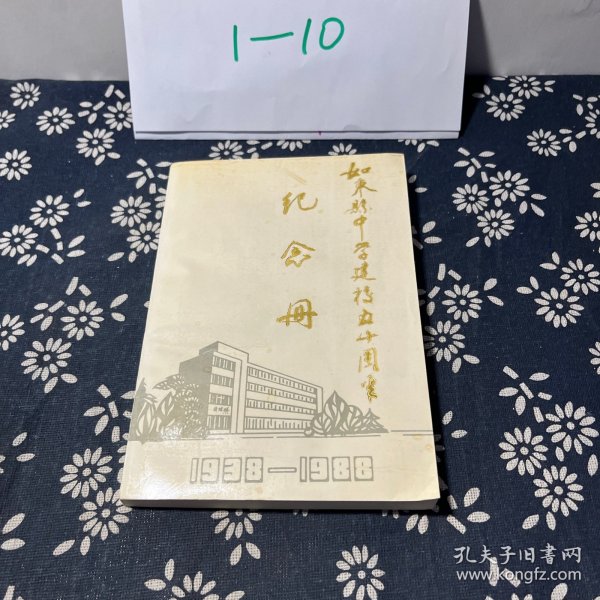 1—10
如东县中学建校五十周年
纪念册
1938—1988
孔夫子旧书网
www.kongfz.com